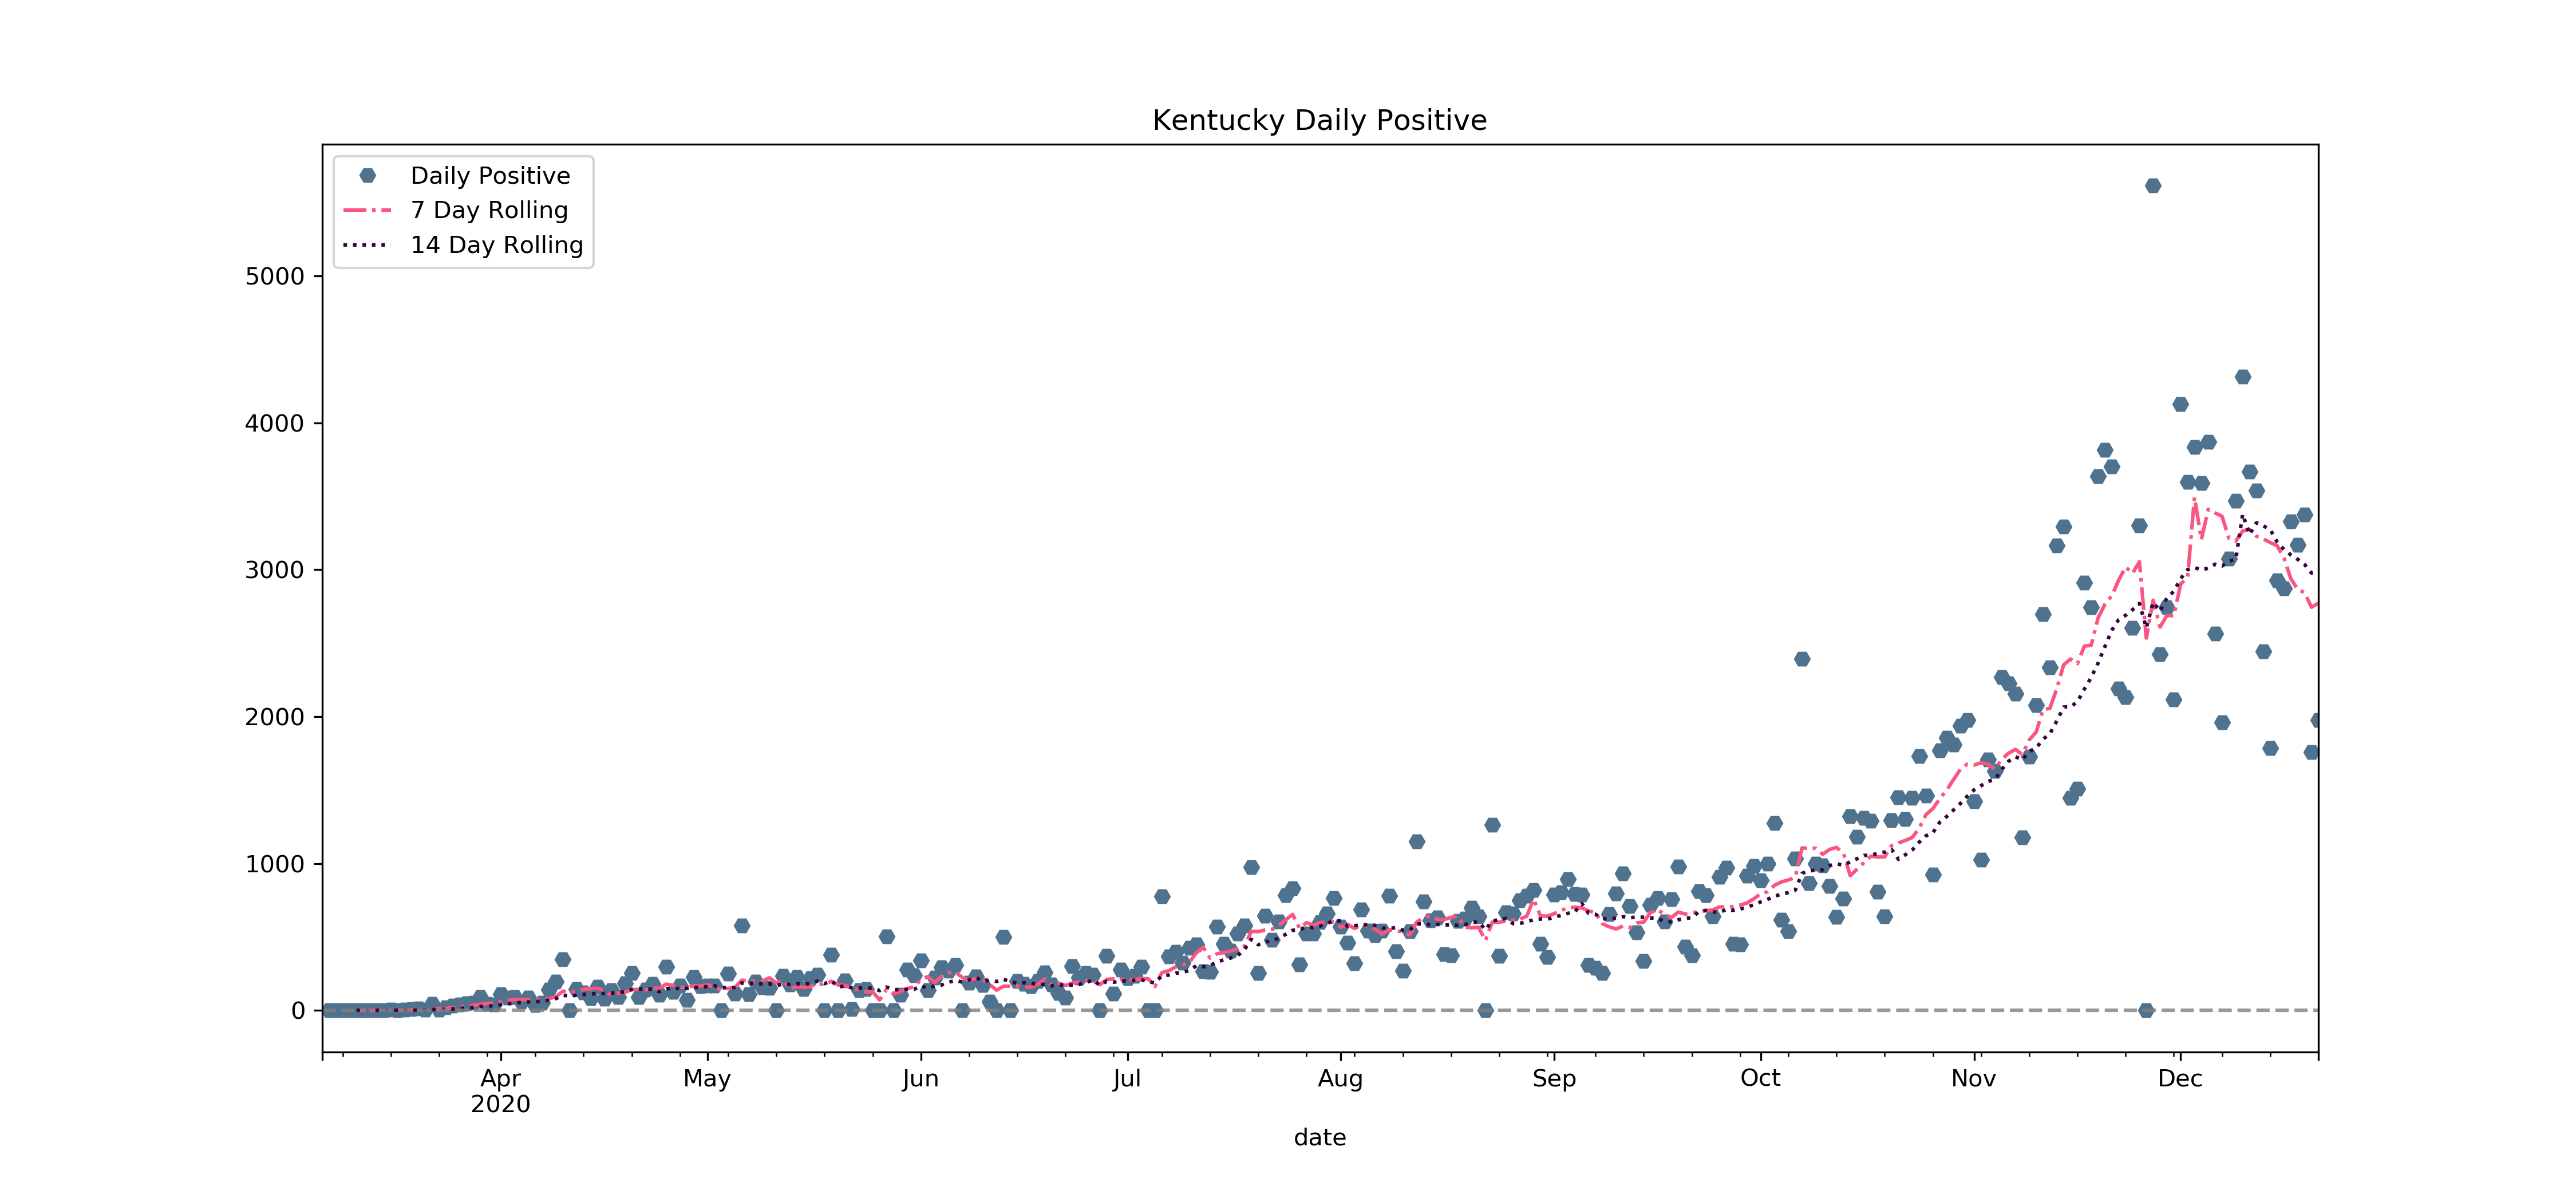 Kentucky Daily Positive
Daily Positive
7 Day Rolling
14 Day Rolling
5000
4000
3000
2000
1000
0
Apr May Jun Jul Aug Sep Oct Nov Dec
2020
date